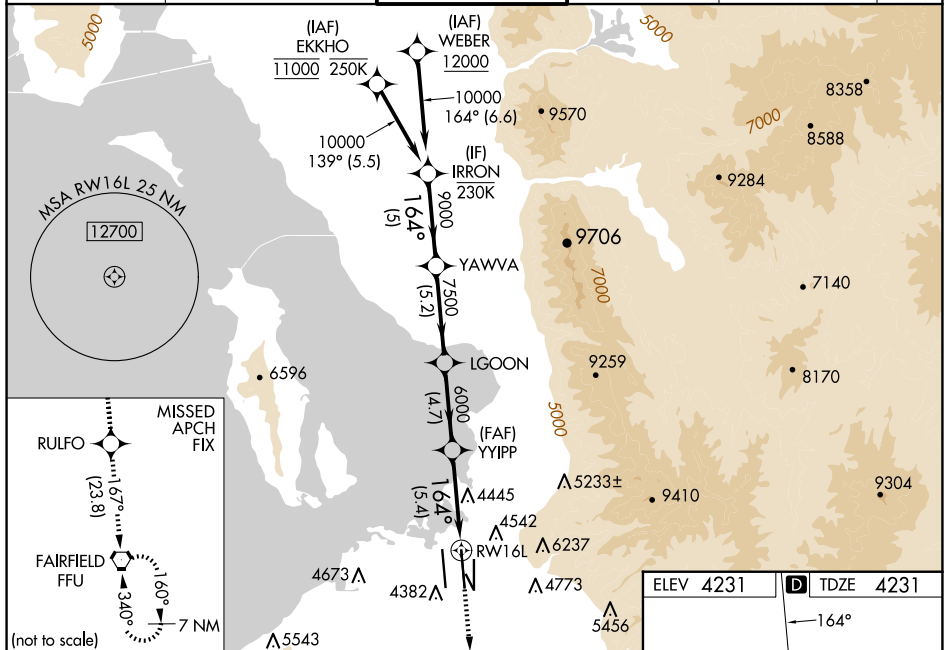 5000
(IAF)
EKKHO
11000 250K
(IAF)
WEBER
12000
5000
10000
164° (6.6)
10000
139° (5.5)
9570
8358
7000
8588
9284
(IF)
IRRON
230K
MSA RW16L 25 NM
12700
9000
164°
(5)
9706
YAWVA
7000
7140
7500
(5.2)
LGOON
9259
8170
6596
5000
6000
(4.7)
(FAF)
YYIPP
MISSED
APCH
FIX
RULFO
167°
(23.8)
FAIRFIELD
FFU
160°
340°
7 NM
(not to scale)
164°
(5.4)
4445
5233±
9410
9304
4542
RW16L
6237
4673
4382
4773
5456
5543
ELEV 4231
D TDZE 4231
164°